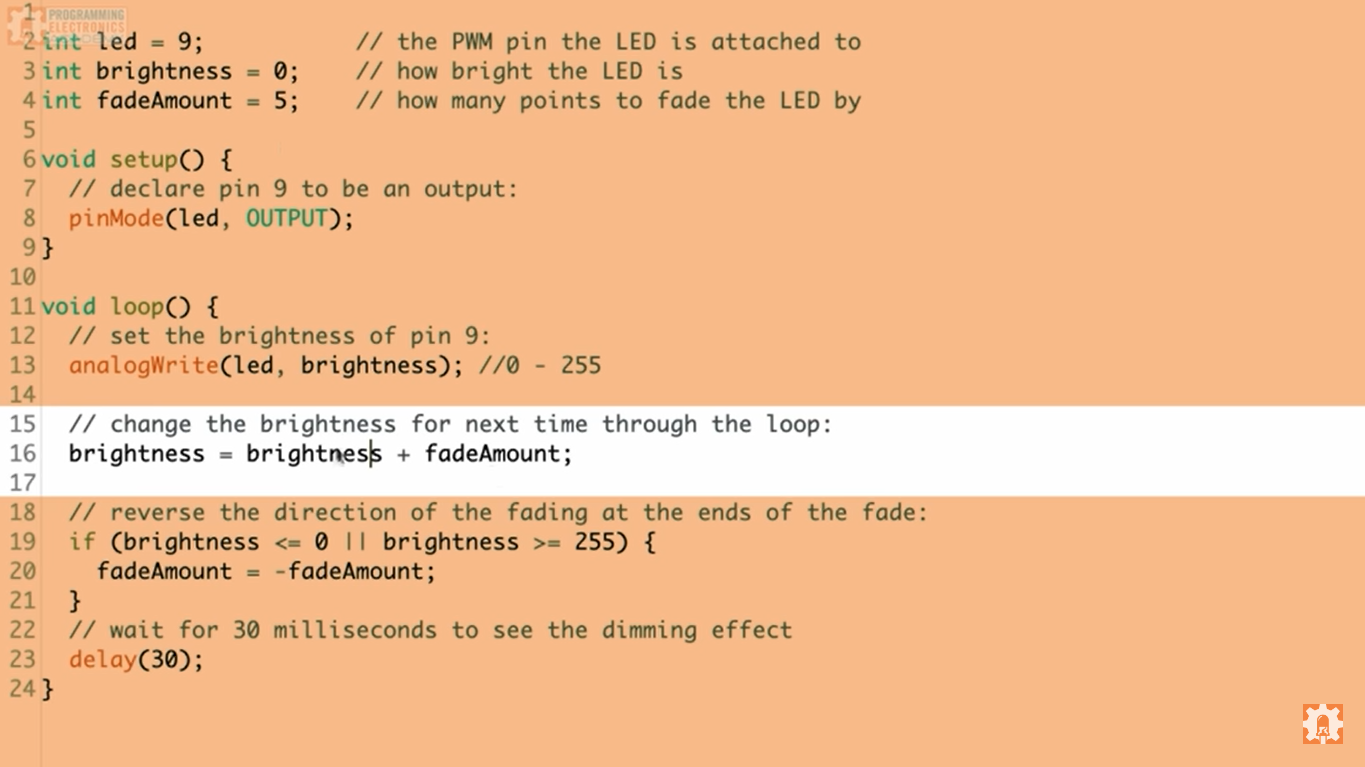 PROGRAMMING
ELECTRONICS
1
2 int led = 9;           // the PWM pin the LED is attached to
3 int brightness = 0;    // how bright the LED is
4 int fadeAmount = 5;    // how many points to fade the LED by
5
6 void setup() {
7   // declare pin 9 to be an output:
8   pinMode(led, OUTPUT);
9 }
10
11 void loop() {
12   // set the brightness of pin 9:
13   analogWrite(led, brightness); //0 - 255
14
15   // change the brightness for next time through the loop:
16   brightness = brightness + fadeAmount;
17
18   // reverse the direction of the fading at the ends of the fade:
19   if (brightness <= 0 || brightness >= 255) {
20     fadeAmount = -fadeAmount;
21   }
22   // wait for 30 milliseconds to see the dimming effect
23   delay(30);
24 }